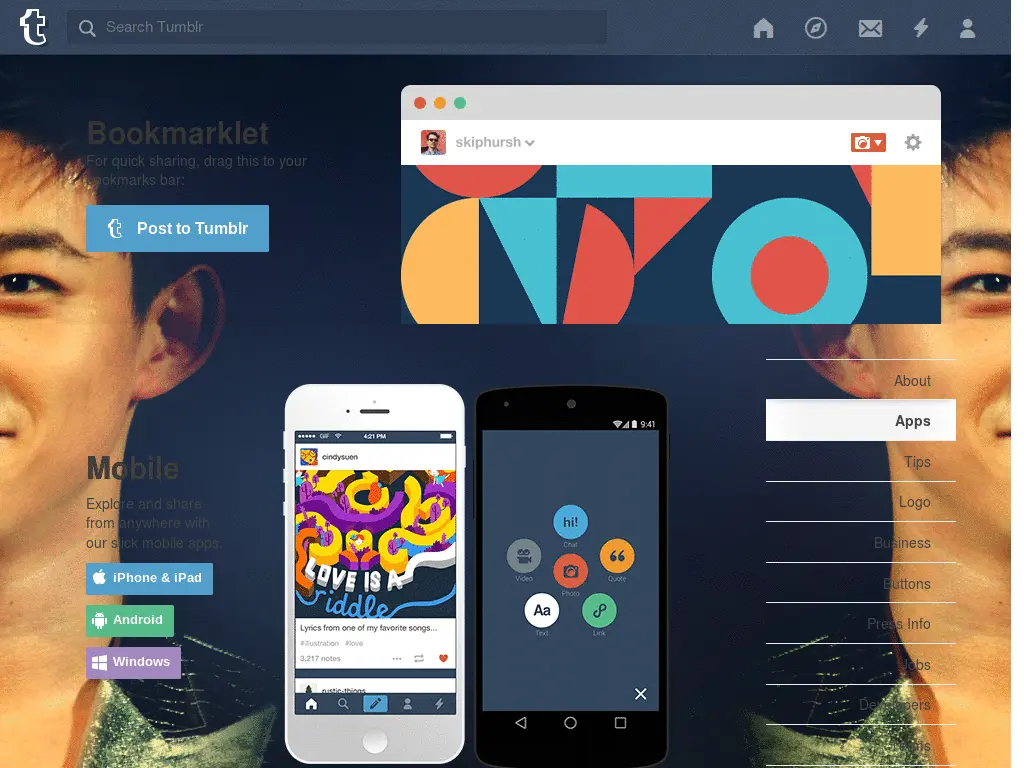 t
Search Tumblr
Bookmarklet
For quick sharing, drag this to your
bookmarks bar:
t Post to Tumblr
skiphursh
Mobile
Explore and share
from anywhere with
our slick mobile apps.
iPhone & iPad
Android
Windows
GIF 4:21 PM
cindysuen
LOVE IS A
riddle
Lyrics from one of my favorite songs...
#illustration #love
3,217 notes
rustic-things
9:41
hi!
Chat
Video
Quote
Photo
Aa
Text
Link
About
Apps
Tips
Logo
Business
Buttons
Press Info
Jobs
Developers